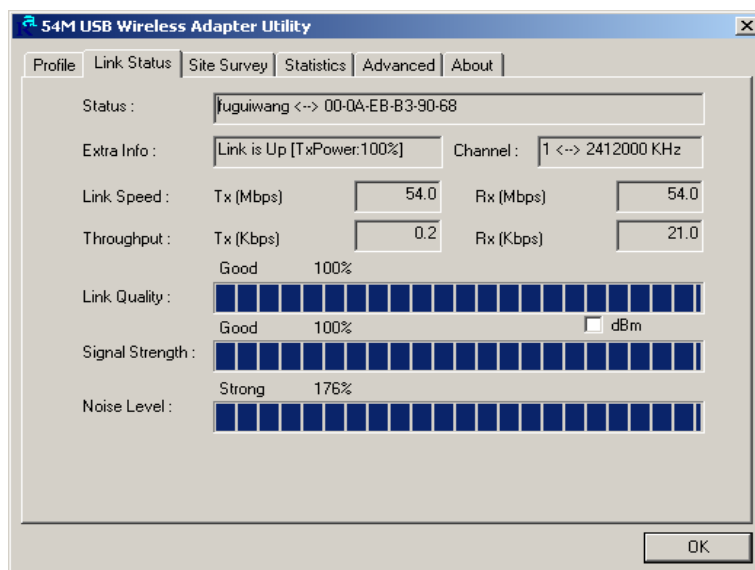 54M USB Wireless Adapter Utility
Profile Link Status Site Survey Statistics Advanced About
Status : fuguiwang <--> 00-0A-EB-B3-90-68
Extra Info : Link is Up [TxPower:100%] Channel : 1 <--> 2412000 KHz
Link Speed : Tx (Mbps) 54.0 Rx (Mbps) 54.0
Throughput : Tx (Kbps) 0.2 Rx (Kbps) 21.0
Good 100%
Link Quality :
Good 100% dBm
Signal Strength :
Strong 176%
Noise Level :
OK